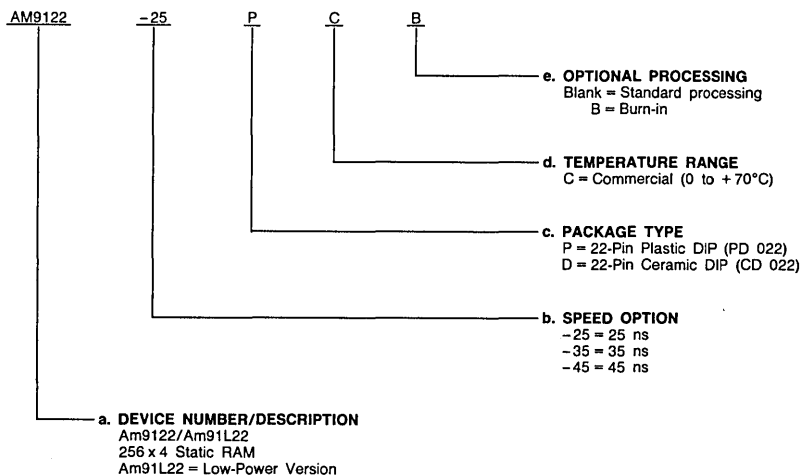 AM9122 -25 P C B
e. OPTIONAL PROCESSING
Blank = Standard processing
B = Burn-in
d. TEMPERATURE RANGE
C = Commercial (0 to +70°C)
c. PACKAGE TYPE
P = 22-Pin Plastic DIP (PD 022)
D = 22-Pin Ceramic DIP (CD 022)
b. SPEED OPTION
-25 = 25 ns
-35 = 35 ns
-45 = 45 ns
a. DEVICE NUMBER/DESCRIPTION
Am9122/Am91L22
256 x 4 Static RAM
Am91L22 = Low-Power Version